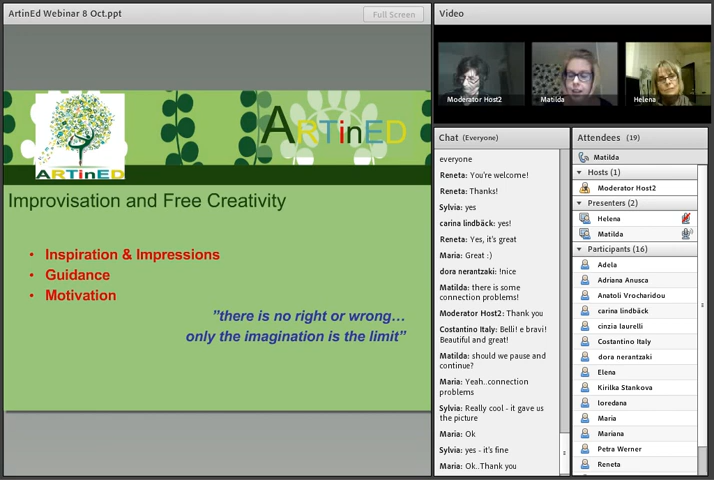 ArtinEd Webinar 8 Oct.ppt
Full Screen
ARTinED
ARTinED
Improvisation and Free Creativity
• Inspiration & Impressions
• Guidance
• Motivation
”there is no right or wrong…
only the imagination is the limit”
Video
Moderator Host2
Matilda
Helena
Chat (Everyone)
everyone
Reneta: You're welcome!
Reneta: Thanks!
Sylvia: yes
carina lindbäck: yes!
Reneta: Yes, it's great
Maria: Great :)
dora nerantzaki: !nice
Matilda: there is some
connection problems!
Moderator Host2: Thank you
Costantino Italy: Belli! e bravi!
Beautiful and great!
Matilda: should we pause and
continue?
Maria: Yeah..connection
problems
Sylvia: Really cool - it gave us
the picture
Maria: Ok
Sylvia: yes - it's fine
Maria: Ok..Thank you
Attendees (19)
Matilda
Hosts (1)
Moderator Host2
Presenters (2)
Helena
Matilda
Participants (16)
Adela
Adriana Anusca
Anatoli Vrocharidou
carina lindbäck
cinzia laurelli
Costantino Italy
dora nerantzaki
Elena
Kirilka Stankova
loredana
Maria
Mariana
Petra Werner
Reneta